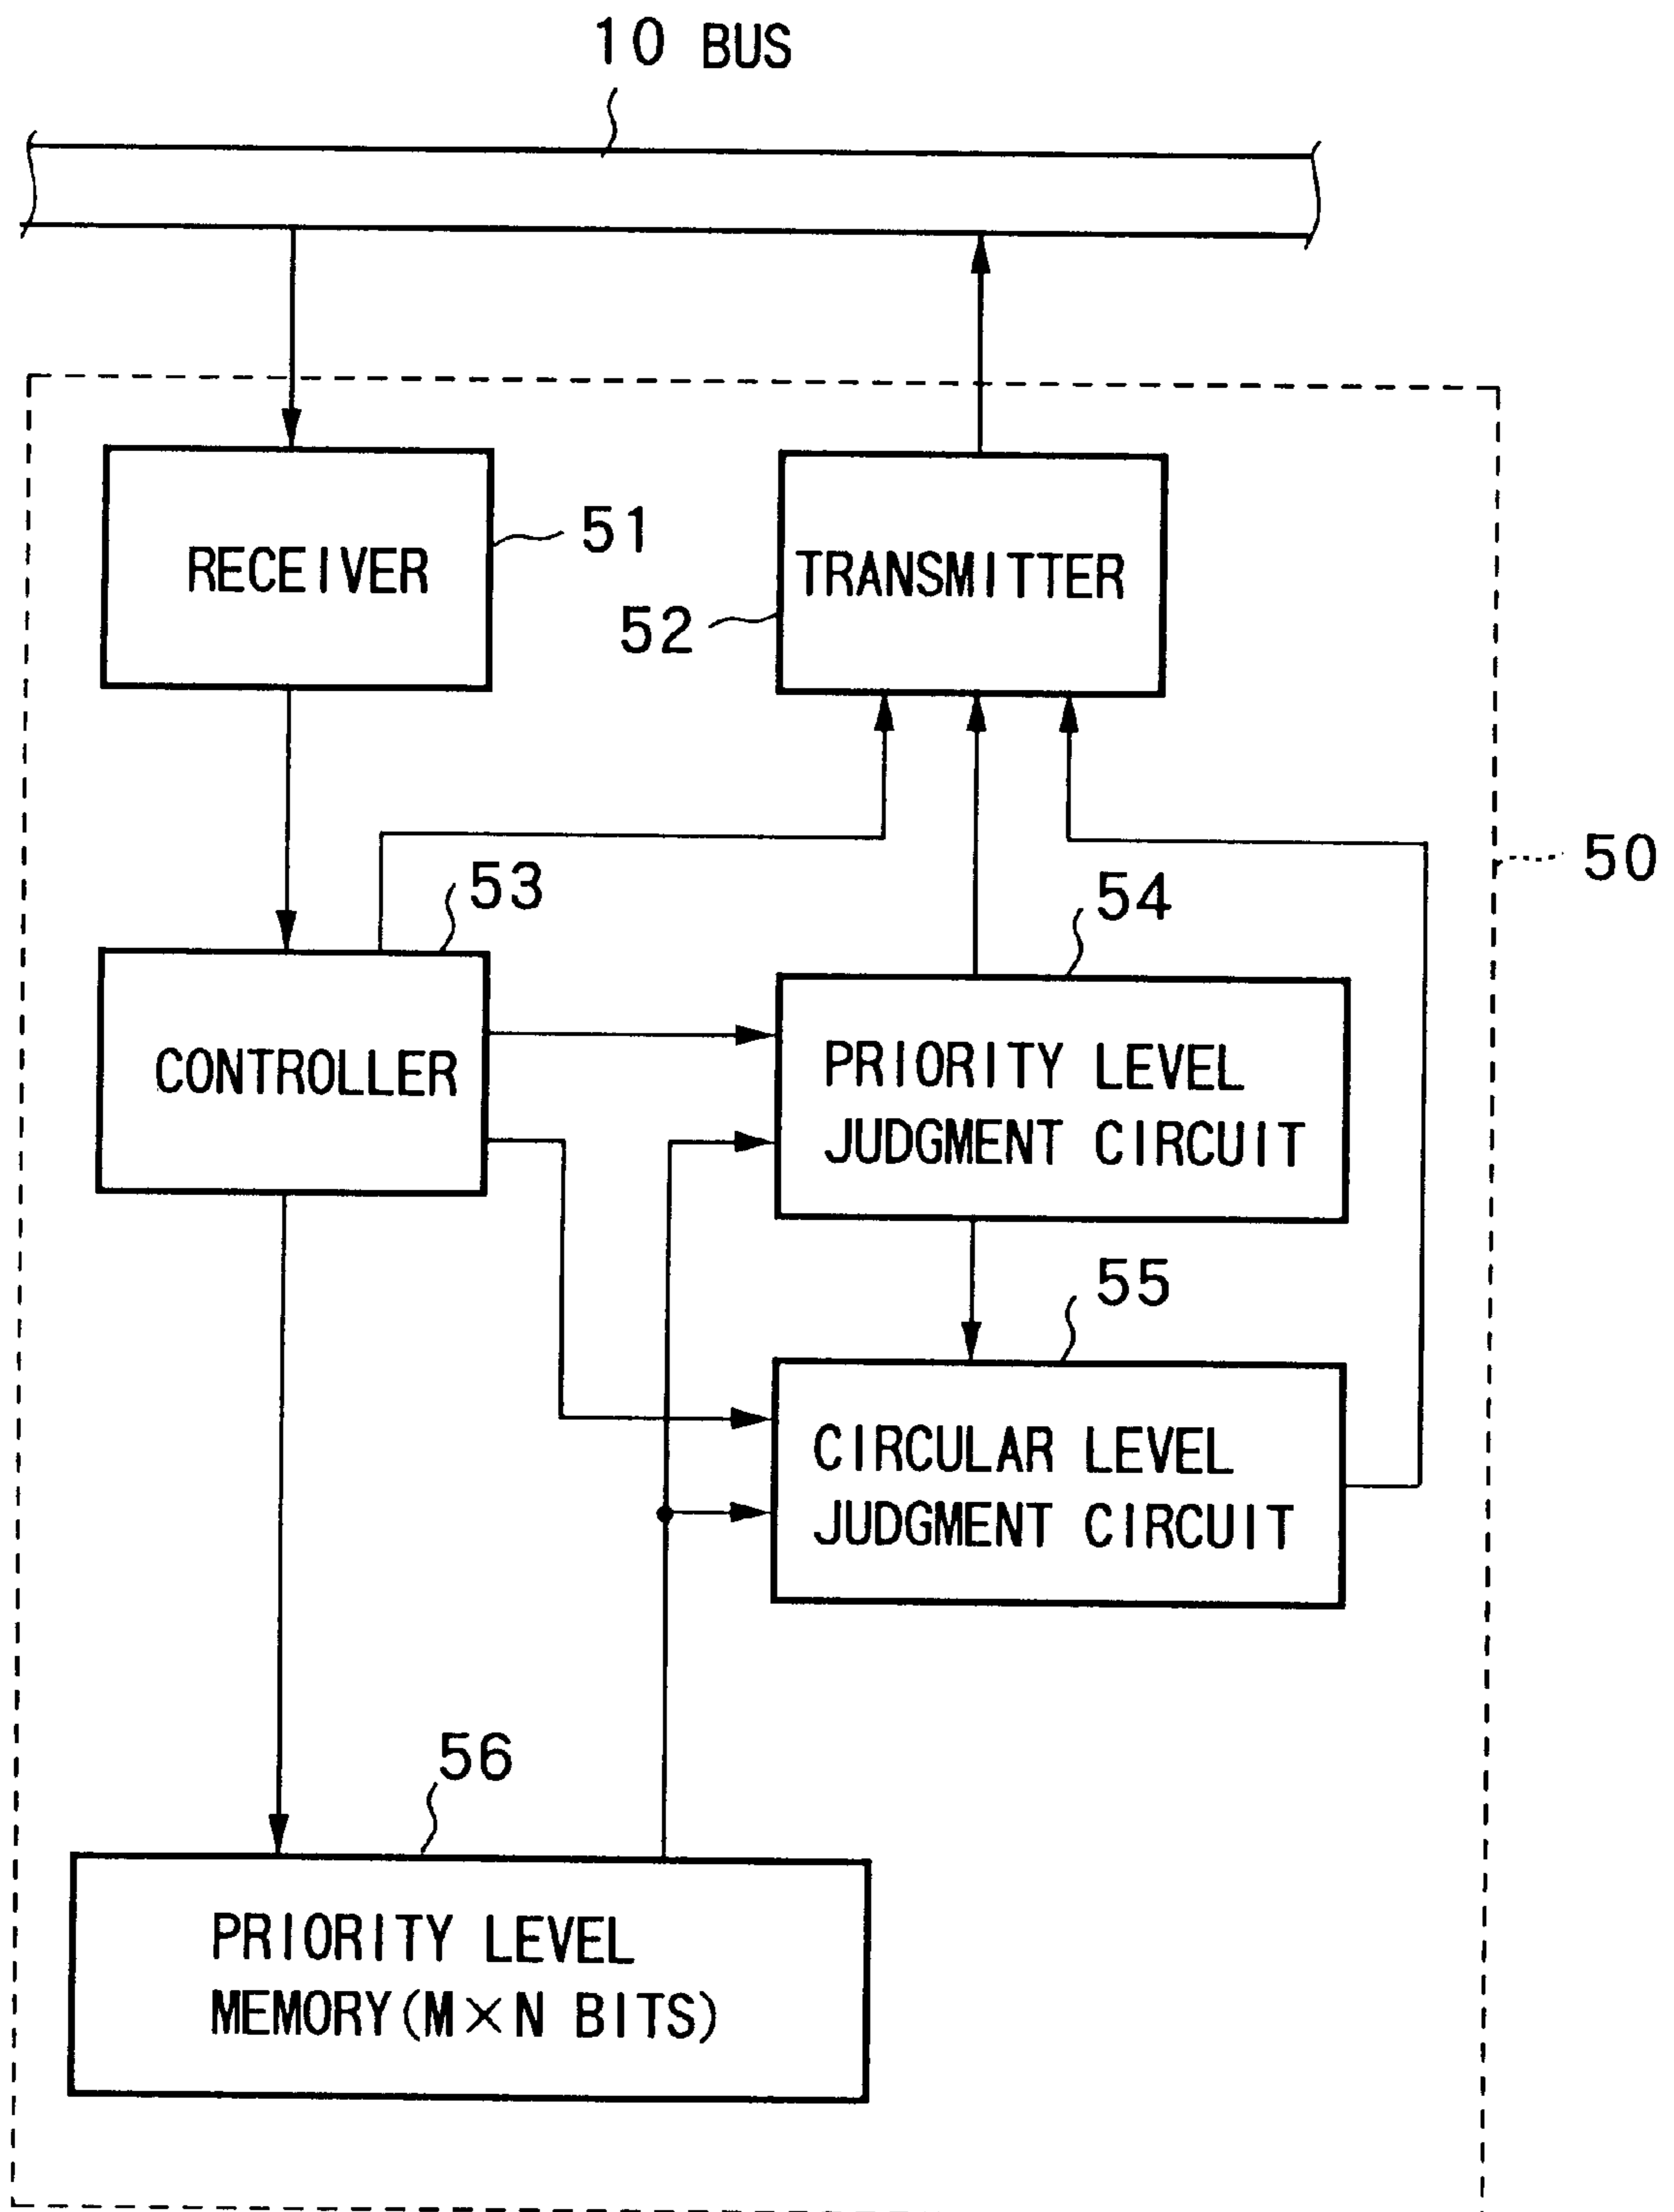 10 BUS
RECEIVER
51
TRANSMITTER
52
50
53
54
CONTROLLER
PRIORITY LEVEL
JUDGMENT CIRCUIT
55
CIRCULAR LEVEL
JUDGMENT CIRCUIT
56
PRIORITY LEVEL
MEMORY(M×N BITS)